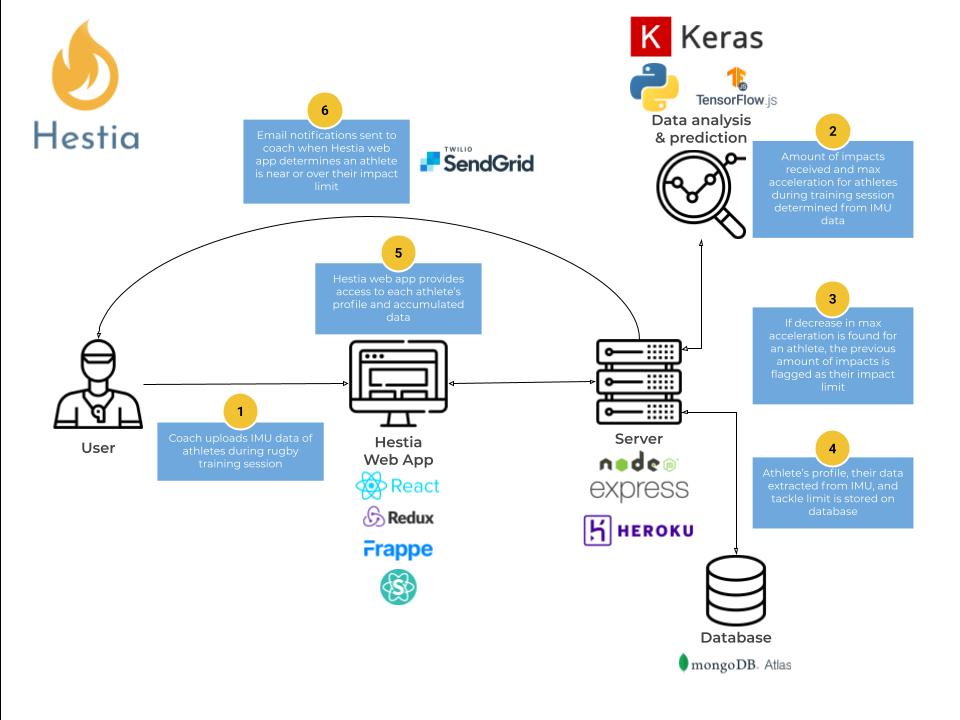 Hestia
K Keras
TensorFlow.js
Data analysis
& prediction
6
Email notifications sent to
coach when Hestia web
app determines an athlete
is near or over their impact
limit
TWILIO
SendGrid
2
Amount of impacts
received and max
acceleration for athletes
during training session
determined from IMU
data
5
Hestia web app provides
access to each athlete's
profile and accumulated
data
3
If decrease in max
acceleration is found for
an athlete, the previous
amount of impacts is
flagged as their impact
limit
1
Coach uploads IMU data of
athletes during rugby
training session
User
Hestia
Web App
React
Redux
Frappe
S
Server
node
JS
express
HEROKU
4
Athlete's profile, their data
extracted from IMU, and
tackle limit is stored on
database
Database
mongoDB. Atlas